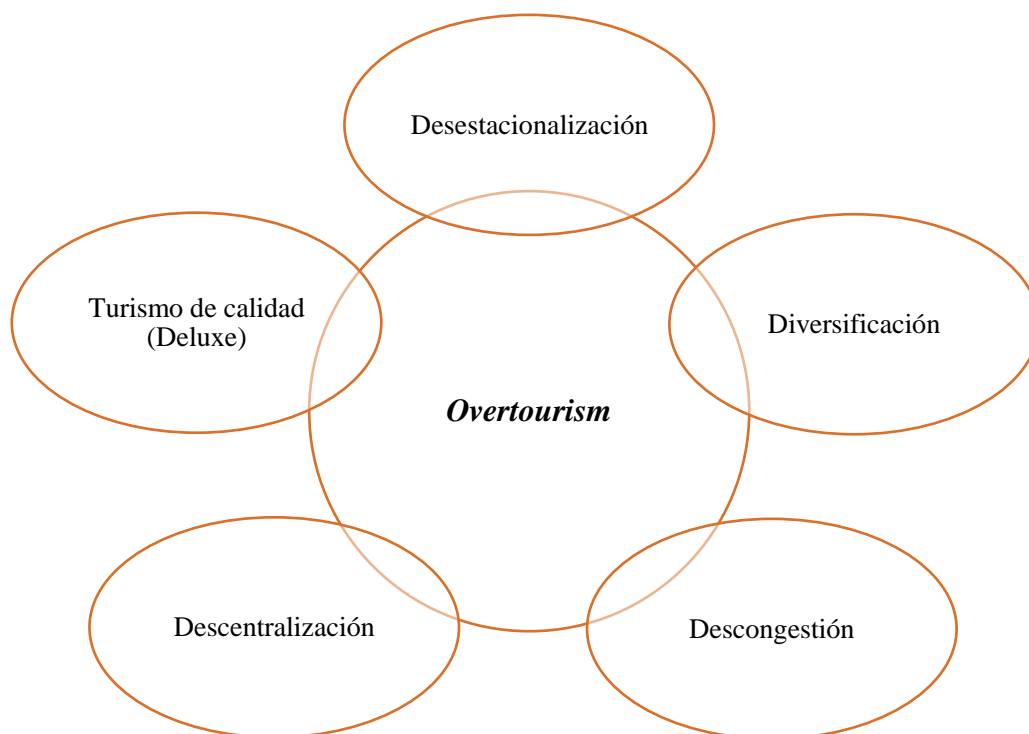 Desestacionalización
Turismo de calidad
(Deluxe)
Diversificación
Overtourism
Descentralización
Descongestión